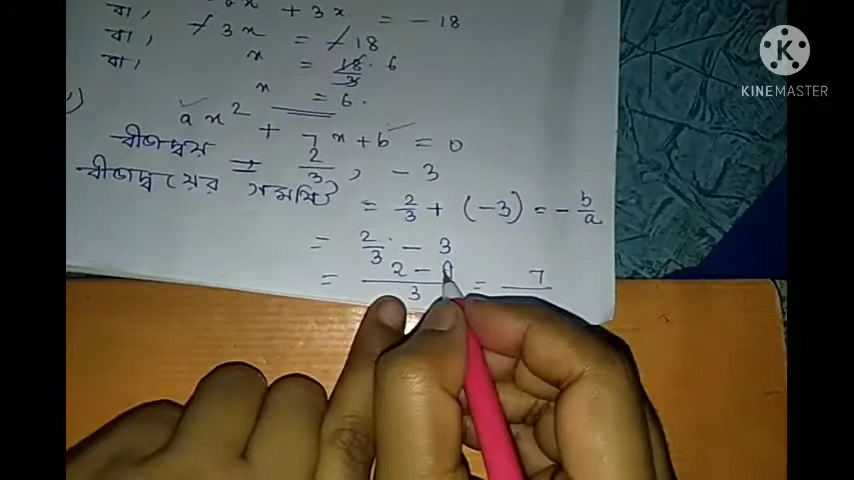 বা, + 3x = - 18
বা, - 3x = - 18
বা, x = 18/3 . 6
x = 6.
ax² + 7x + b = 0
বীজদ্বয় ⇒ 2/3, - 3
বীজদ্বয়ের সমষ্টি = 2/3 + (-3) = - b/a
= 2/3 - 3
= 2 - 9/3 = 7
K
KINEMASTER